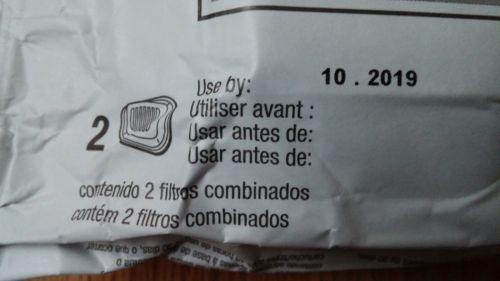 Use by: 10 . 2019
Utiliser avant :
2
Usar antes de:
Usar antes de:
contenido 2 filtros combinados
contém 2 filtros combinados